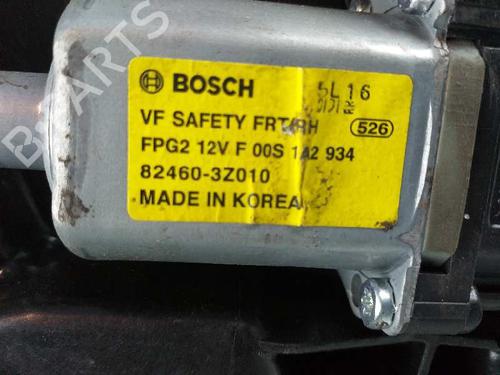 BOSCH 5L16
VF SAFETY FRT/RH 526
FPG2 12V F 00S 1A2 934
82460-3Z010
MADE IN KOREA